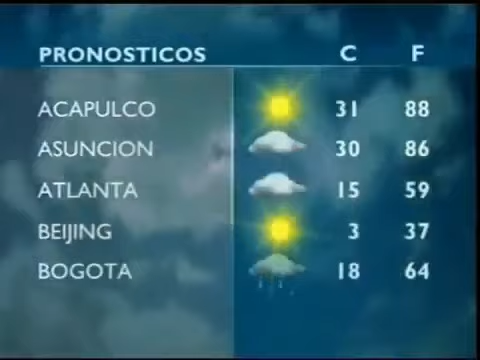 PRONOSTICOS C F
ACAPULCO 31 88
ASUNCION 30 86
ATLANTA 15 59
BEIJING 3 37
BOGOTA 18 64